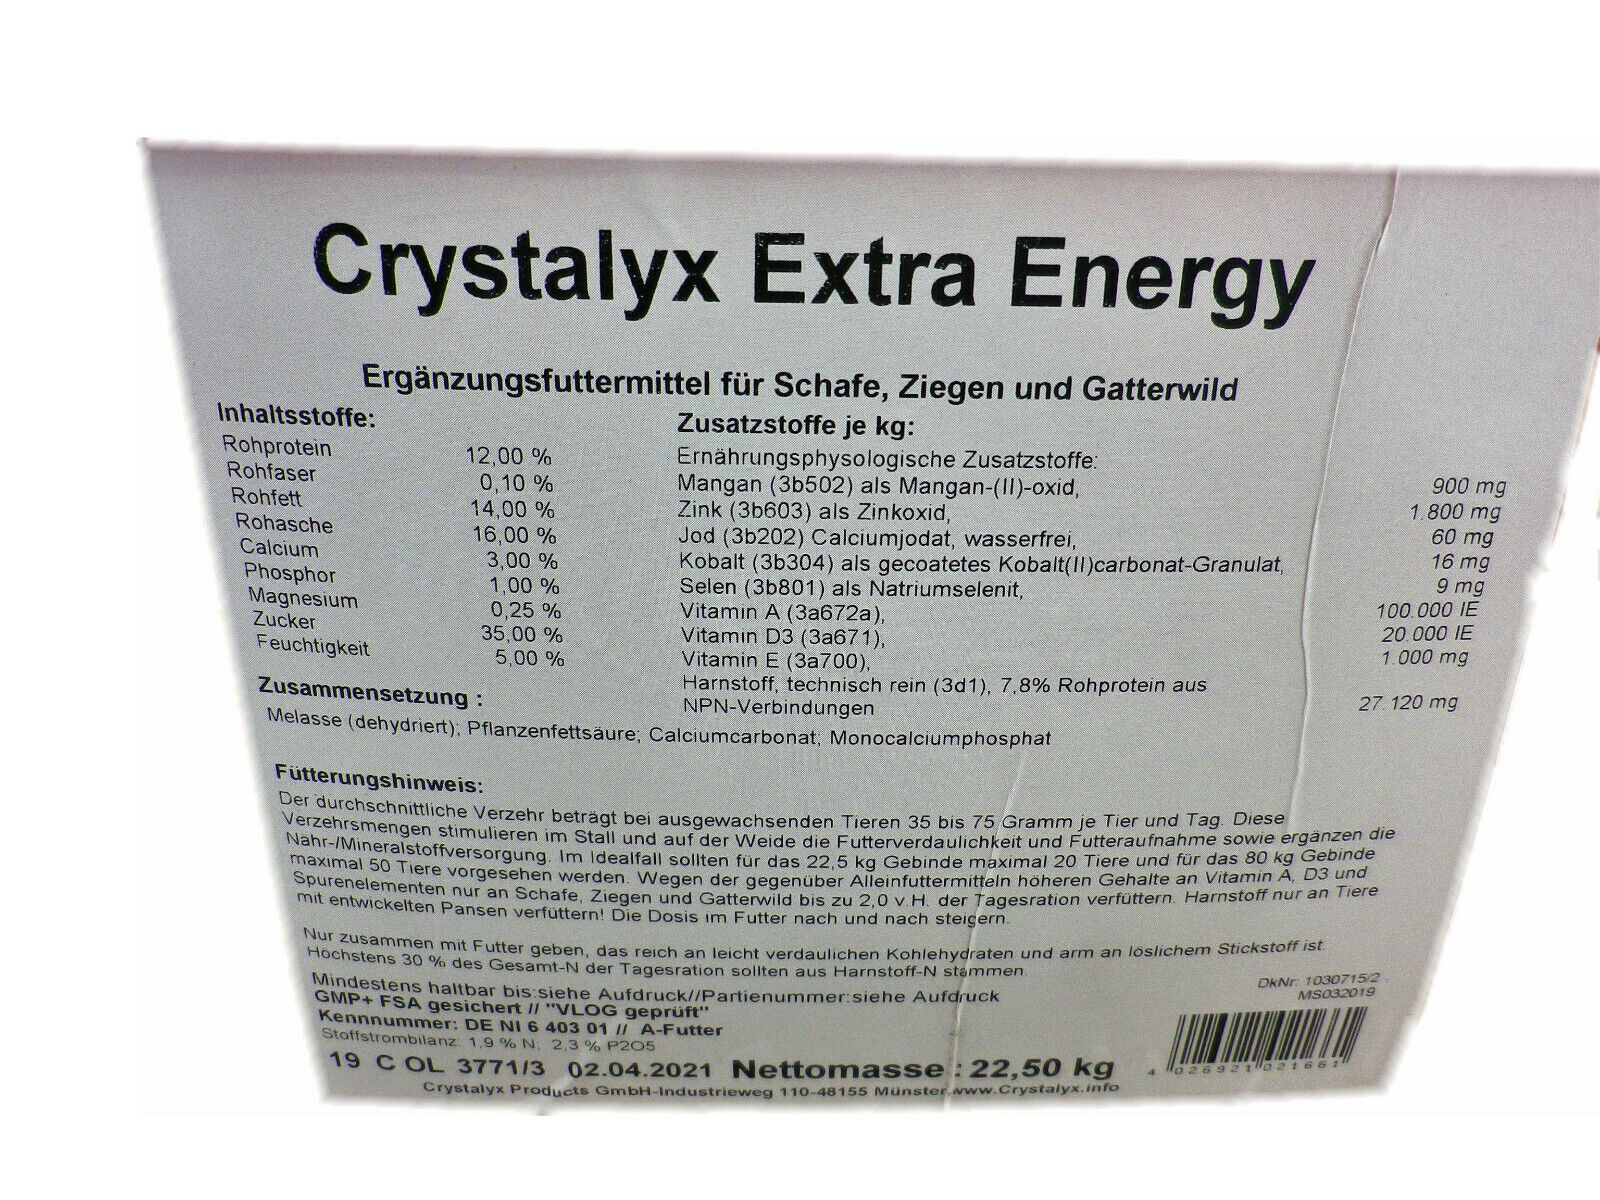 Crystalyx Extra Energy
Ergänzungsfuttermittel für Schafe, Ziegen und Gatterwild
Inhaltsstoffe:
Rohprotein 12,00 %
Rohfaser 0,10 %
Rohfett 14,00 %
Rohasche 16,00 %
Calcium 3,00 %
Phosphor 1,00 %
Magnesium 0,25 %
Zucker 35,00 %
Feuchtigkeit 5,00 %
Zusatzstoffe je kg:
Ernährungsphysologische Zusatzstoffe:
Mangan (3b502) als Mangan-(II)-oxid, 900 mg
Zink (3b603) als Zinkoxid, 1.800 mg
Jod (3b202) Calciumjodat, wasserfrei, 60 mg
Kobalt (3b304) als gecoatetes Kobalt(II)carbonat-Granulat, 16 mg
Selen (3b801) als Natriumselenit, 9 mg
Vitamin A (3a672a), 100.000 IE
Vitamin D3 (3a671), 20.000 IE
Vitamin E (3a700), 1.000 mg
Harnstoff, technisch rein (3d1), 7,8% Rohprotein aus
NPN-Verbindungen 27.120 mg
Zusammensetzung :
Melasse (dehydriert); Pflanzenfettsäure; Calciumcarbonat; Monocalciumphosphat
Fütterungshinweis:
Der durchschnittliche Verzehr beträgt bei ausgewachsenden Tieren 35 bis 75 Gramm je Tier und Tag. Diese
Verzehrsmengen stimulieren im Stall und auf der Weide die Futterverdaulichkeit und Futteraufnahme sowie ergänzen die
Nähr-/Mineralstoffversorgung. Im Idealfall sollten für das 22,5 kg Gebinde maximal 20 Tiere und für das 80 kg Gebinde
maximal 50 Tiere vorgesehen werden. Wegen der gegenüber Alleinfuttermitteln höheren Gehalte an Vitamin A, D3 und
Spurenelementen nur an Schafe, Ziegen und Gatterwild bis zu 2,0 v.H. der Tagesration verfüttern. Harnstoff nur an Tiere
mit entwickelten Pansen verfüttern! Die Dosis im Futter nach und nach steigern.
Nur zusammen mit Futter geben, das reich an leicht verdaulichen Kohlehydraten und arm an löslichem Stickstoff ist.
Höchstens 30 % des Gesamt-N der Tagesration sollten aus Harnstoff-N stammen.
Mindestens haltbar bis:siehe Aufdruck//Partienummer:siehe Aufdruck
GMP+ FSA gesichert // "VLOG geprüft"
Kennnummer: DE NI 6 403 01 // A-Futter
Stoffstrombilanz: 1,9 % N; 2,3 % P2O5
DkNr: 1030715/2
MS032019
19 C OL 3771/3 02.04.2021 Nettomasse : 22,50 kg
4 026921 021661
Crystalyx Products GmbH-Industrieweg 110-48155 Münster.www.Crystalyx.info